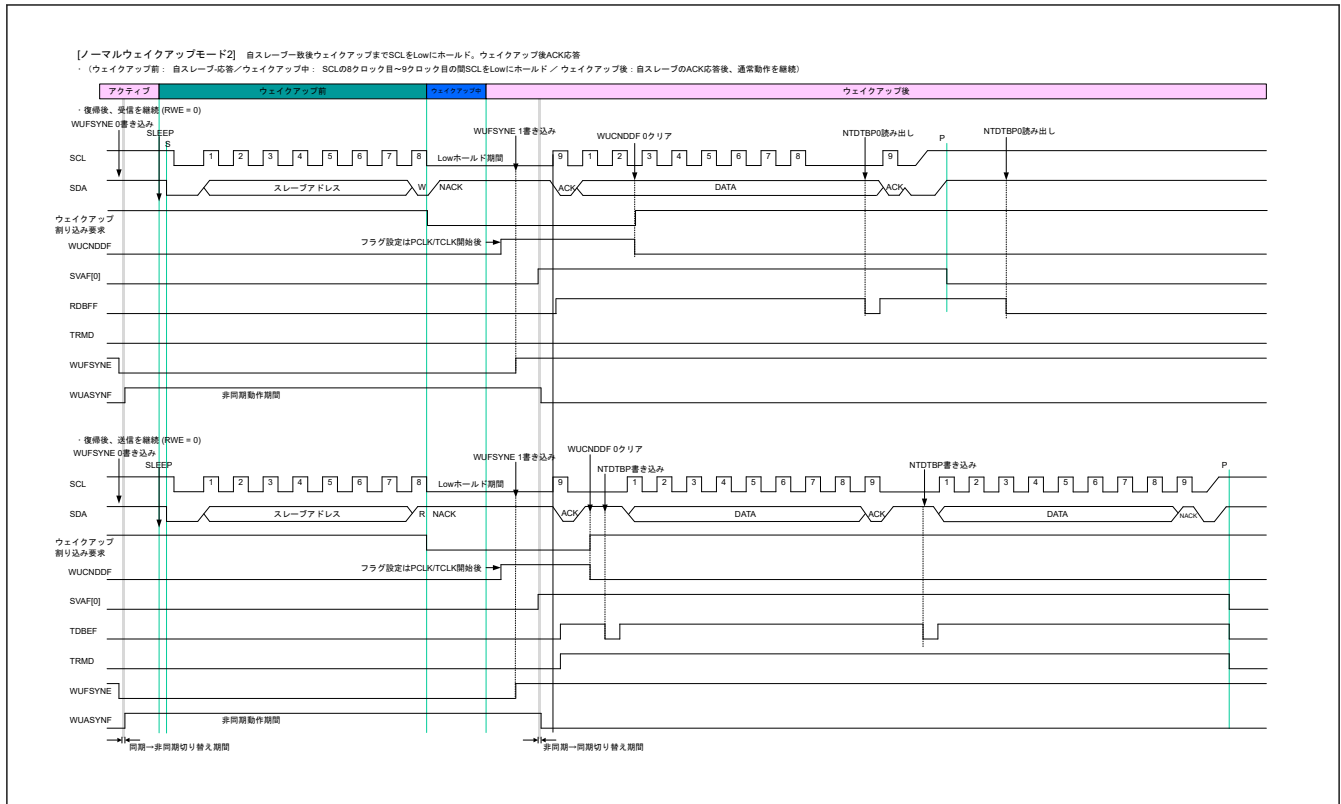 [ノーマルウェイクアップモード2] 自スレーブ一致後ウェイクアップまでSCLをLowにホールド。ウェイクアップ後ACK応答
・（ウェイクアップ前： 自スレーブ-応答／ウェイクアップ中： SCLの8クロック目～9クロック目の間SCLをLowにホールド ／ ウェイクアップ後：自スレーブのACK応答後、通常動作を継続）
アクティブ ウェイクアップ前 ウェイクアップ中 ウェイクアップ後
・復帰後、受信を継続 (RWE = 0)
WUFSYNE 0書き込み
SLEEP
S
WUFSYNE 1書き込み
WUCNDDF 0クリア
NTDTBP0読み出し
P
NTDTBP0読み出し
SCL 1 2 3 4 5 6 7 8 Lowホールド期間 9 1 2 3 4 5 6 7 8 9
SDA スレーブアドレス W NACK ACK DATA ACK
ウェイクアップ
割り込み要求
WUCNDDF フラグ設定はPCLK/TCLK開始後
SVAF[0]
RDBFF
TRMD
WUFSYNE
WUASYNF 非同期動作期間
・復帰後、送信を継続 (RWE = 0)
WUFSYNE 0書き込み
SLEEP
WUFSYNE 1書き込み
WUCNDDF 0クリア
NTDTBP書き込み
NTDTBP書き込み
P
SCL 1 2 3 4 5 6 7 8 Lowホールド期間 9 1 2 3 4 5 6 7 8 9 1 2 3 4 5 6 7 8 9
SDA スレーブアドレス R NACK ACK DATA ACK DATA NACK
ウェイクアップ
割り込み要求
WUCNDDF フラグ設定はPCLK/TCLK開始後
SVAF[0]
TDBEF
TRMD
WUFSYNE
WUASYNF 非同期動作期間
同期→非同期切り替え期間 非同期→同期切り替え期間